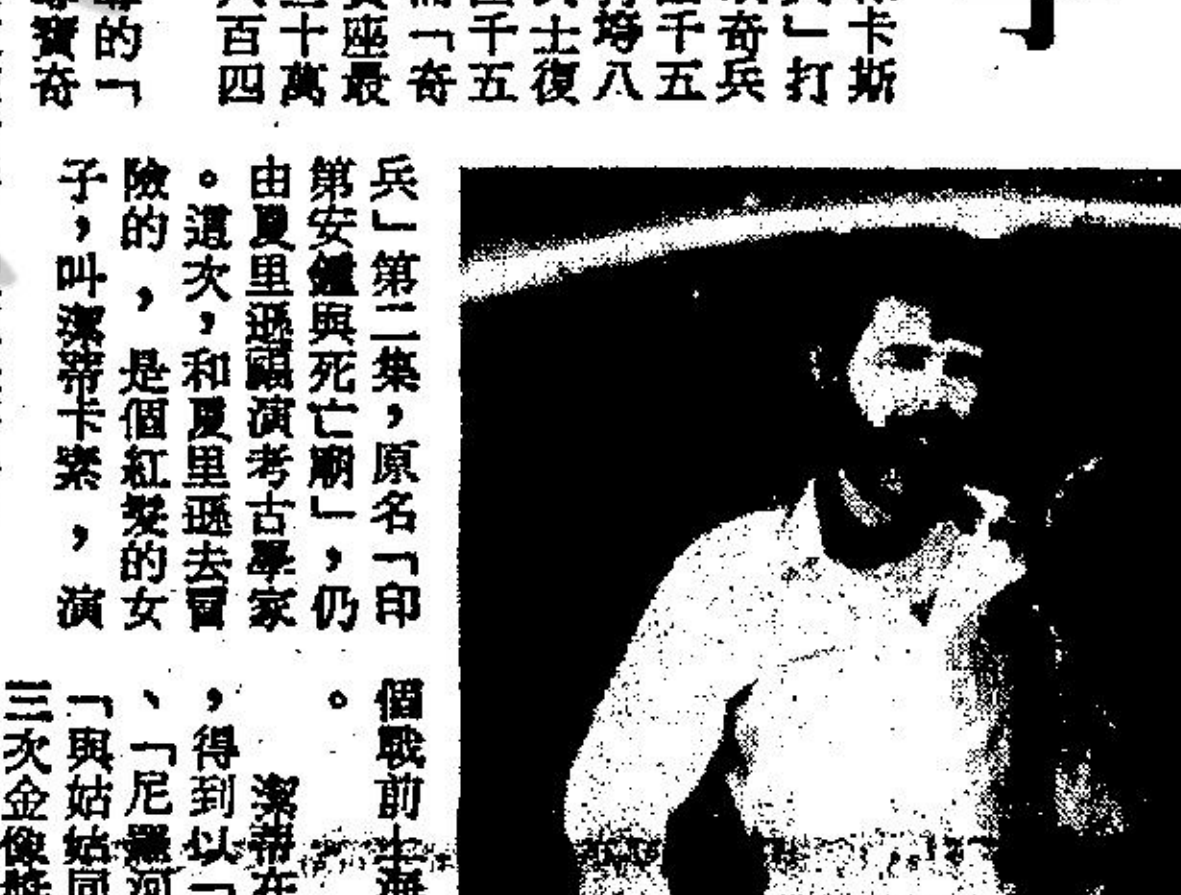 斯卡斯
」打
奇兵
千五
八
士復
千五
「奇
座最
十萬
百四
的「
寶奇
兵」第二集,原名「印
第安鐘與死亡廟」,仍
由夏里遜福演考古學家
。這次,和夏里遜去冒
險的,是個紅髮的女
子,叫潔蒂卡素,演
個戰前上海
。
潔蒂在
,得到以「
、「尼羅河
「與姑姑同
三次金像獎